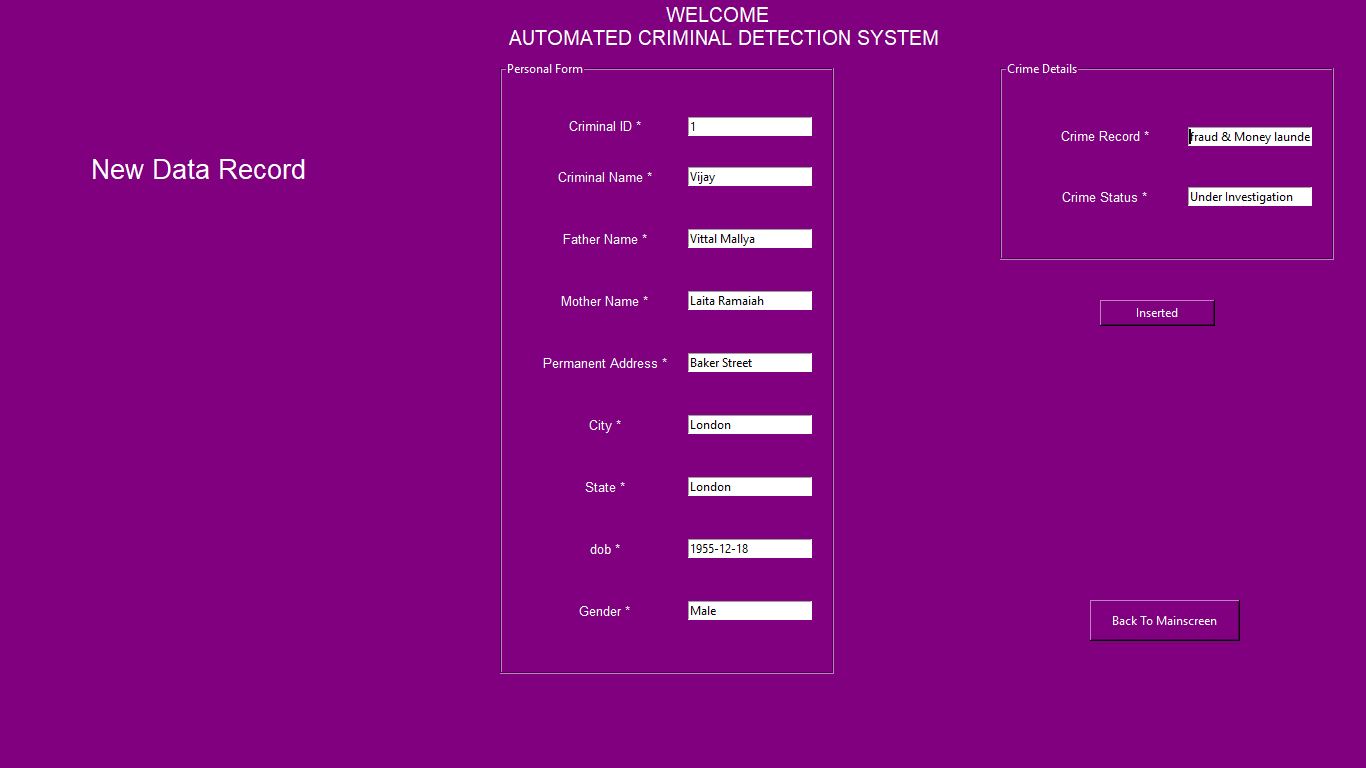 WELCOME
AUTOMATED CRIMINAL DETECTION SYSTEM
New Data Record
Personal Form
Criminal ID * 1
Criminal Name * Vijay
Father Name * Vittal Mallya
Mother Name * Laita Ramaiah
Permanent Address * Baker Street
City * London
State * London
dob * 1955-12-18
Gender * Male
Crime Details
Crime Record * fraud & Money launde
Crime Status * Under Investigation
Inserted
Back To Mainscreen